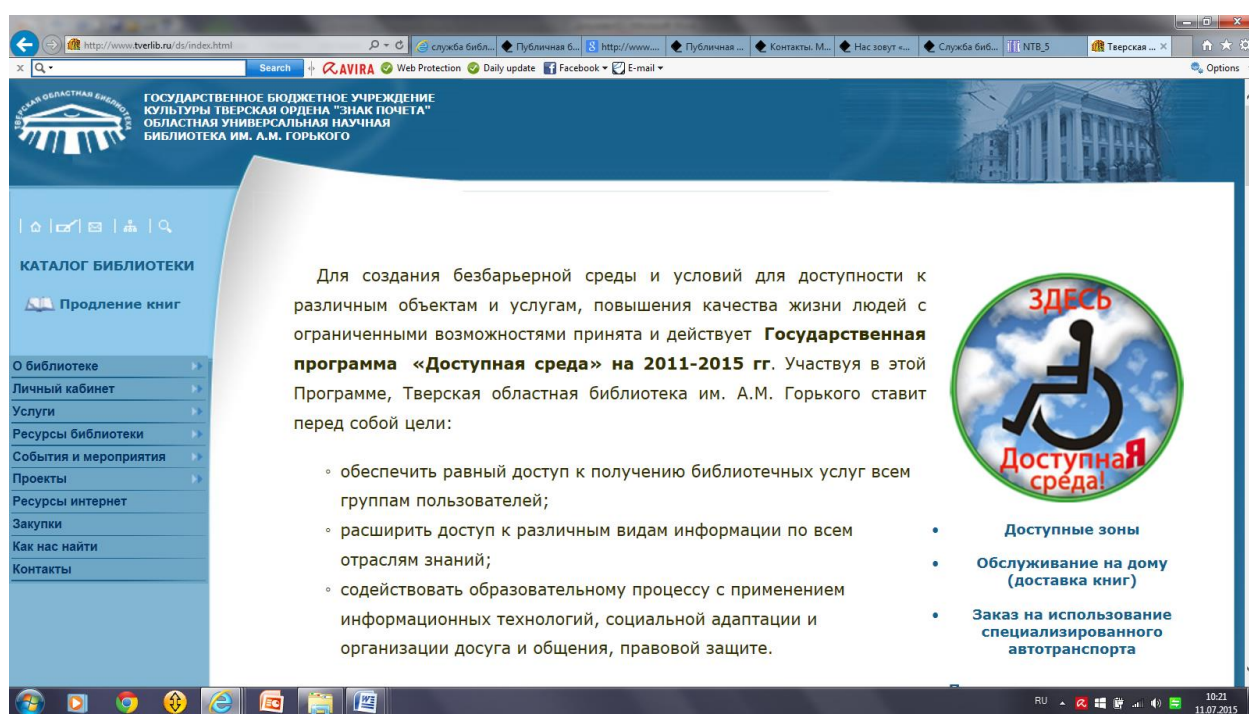 http://www.tverlib.ru/ds/index.html
служба библ...
Публичная б...
http://www....
Публичная ...
Контакты. М...
Нас зовут «...
Служба биб...
NTB_5
Тверская ...
Search
AVIRA
Web Protection
Daily update
Facebook
E-mail
Options
ГОСУДАРСТВЕННОЕ БЮДЖЕТНОЕ УЧРЕЖДЕНИЕ
КУЛЬТУРЫ ТВЕРСКАЯ ОРДЕНА "ЗНАК ПОЧЕТА"
ОБЛАСТНАЯ УНИВЕРСАЛЬНАЯ НАУЧНАЯ
БИБЛИОТЕКА ИМ. А.М. ГОРЬКОГО
КАТАЛОГ БИБЛИОТЕКИ
Продление книг
О библиотеке
Личный кабинет
Услуги
Ресурсы библиотеки
События и мероприятия
Проекты
Ресурсы интернет
Закупки
Как нас найти
Контакты
Для создания безбарьерной среды и условий для доступности к
различным объектам и услугам, повышения качества жизни людей с
ограниченными возможностями принята и действует Государственная
программа «Доступная среда» на 2011-2015 гг. Участвуя в этой
Программе, Тверская областная библиотека им. А.М. Горького ставит
перед собой цели:
◦ обеспечить равный доступ к получению библиотечных услуг всем
группам пользователей;
◦ расширить доступ к различным видам информации по всем
отраслям знаний;
◦ содействовать образовательному процессу с применением
информационных технологий, социальной адаптации и
организации досуга и общения, правовой защите.
ЗДЕСЬ
ДоступнаЯ
среда!
• Доступные зоны
• Обслуживание на дому
(доставка книг)
• Заказ на использование
специализированного
автотранспорта
RU
10:21
11.07.2015